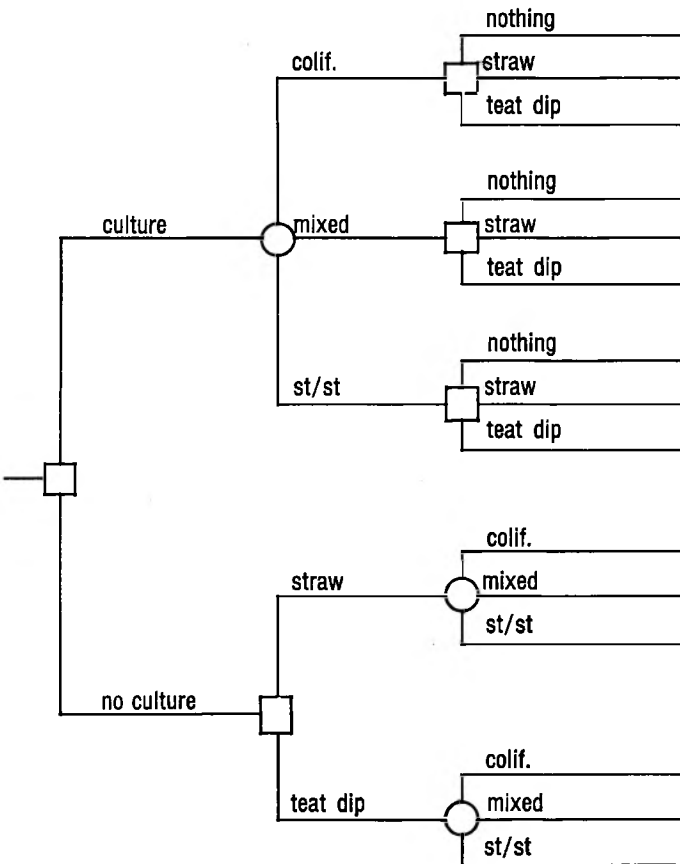 nothing
colif.
straw
teat dip
nothing
culture
mixed
straw
teat dip
nothing
st/st
straw
teat dip
colif.
straw
mixed
st/st
no culture
colif.
teat dip
mixed
st/st